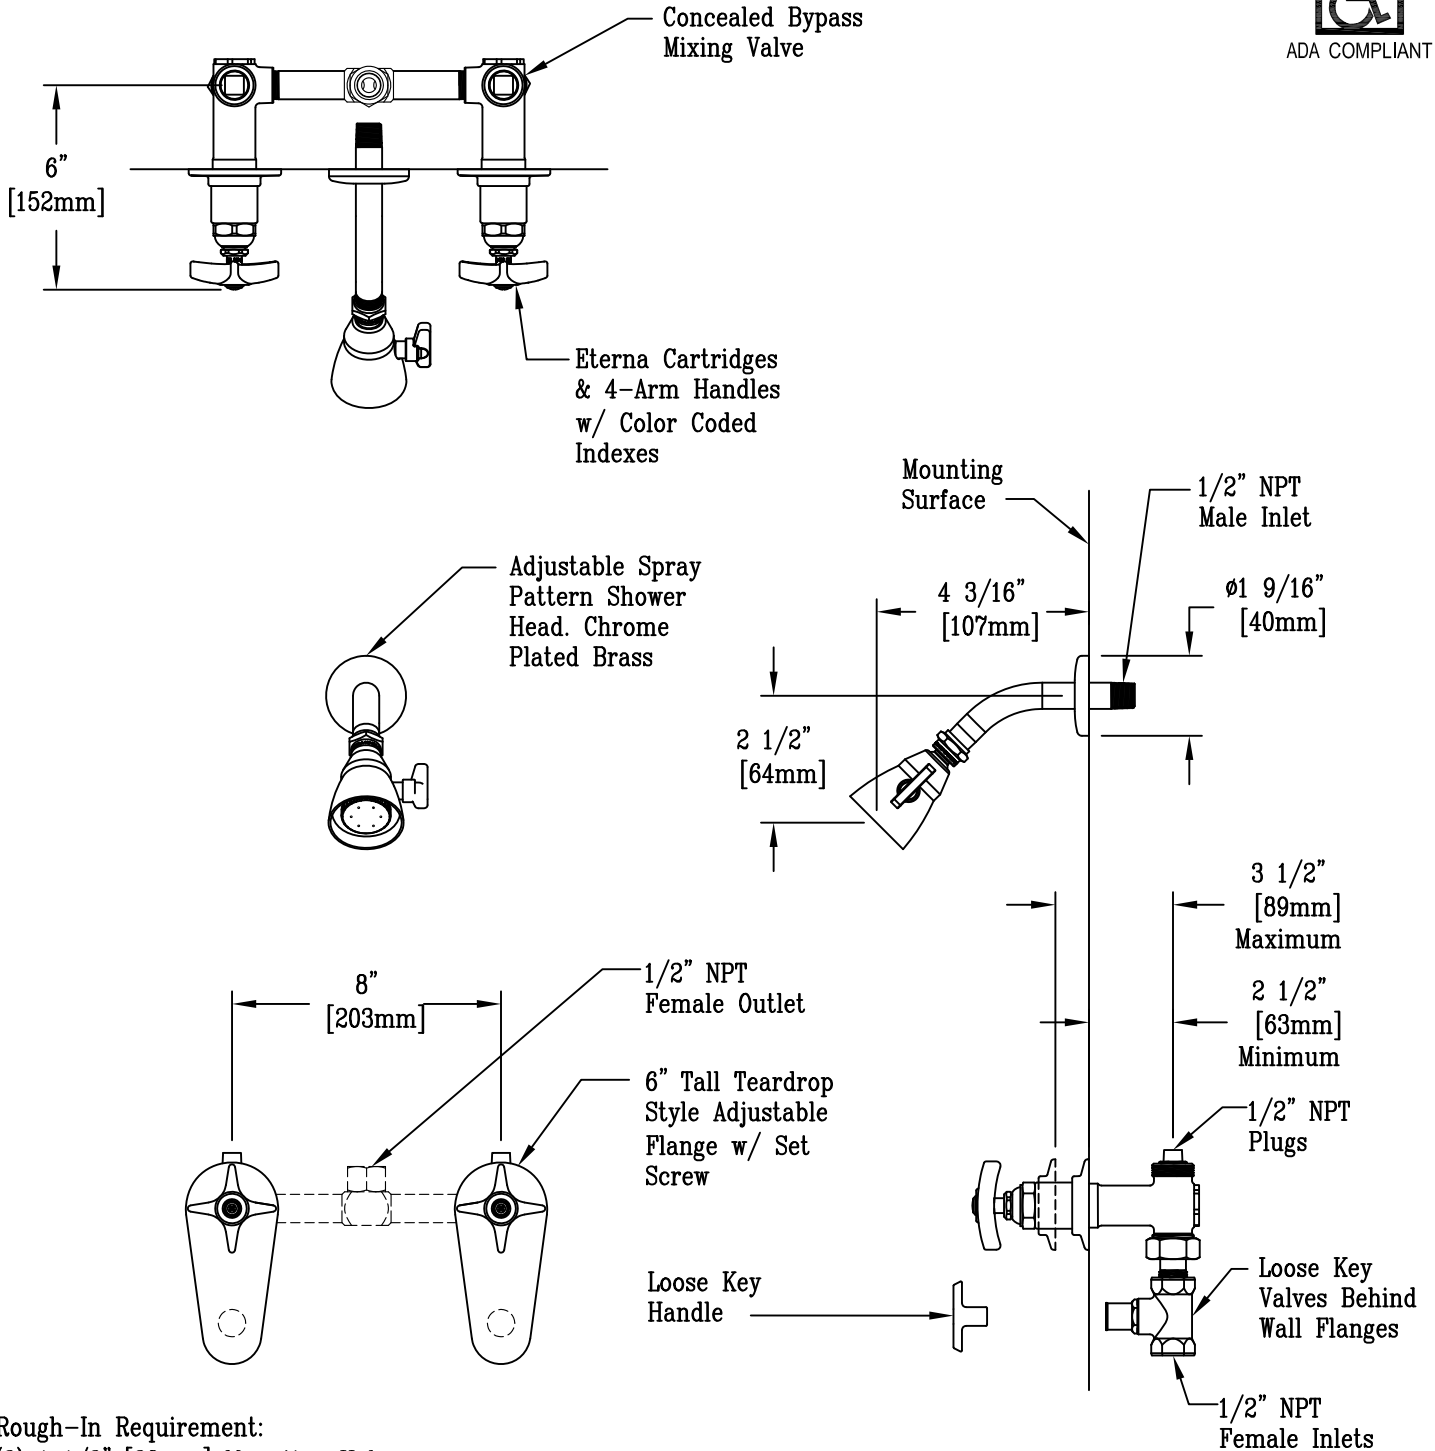 Concealed Bypass
Mixing Valve
ADA COMPLIANT
6"
[152mm]
Eterna Cartridges
& 4-Arm Handles
w/ Color Coded
Indexes
Mounting
Surface
1/2" NPT
Male Inlet
Adjustable Spray
Pattern Shower
Head. Chrome
Plated Brass
4 3/16"
[107mm]
ø1 9/16"
[40mm]
2 1/2"
[64mm]
3 1/2"
[89mm]
Maximum
8"
[203mm]
1/2" NPT
Female Outlet
2 1/2"
[63mm]
Minimum
6" Tall Teardrop
Style Adjustable
Flange w/ Set
Screw
1/2" NPT
Plugs
Loose Key
Handle
Loose Key
Valves Behind
Wall Flanges
1/2" NPT
Female Inlets
Rough-In Requirement: